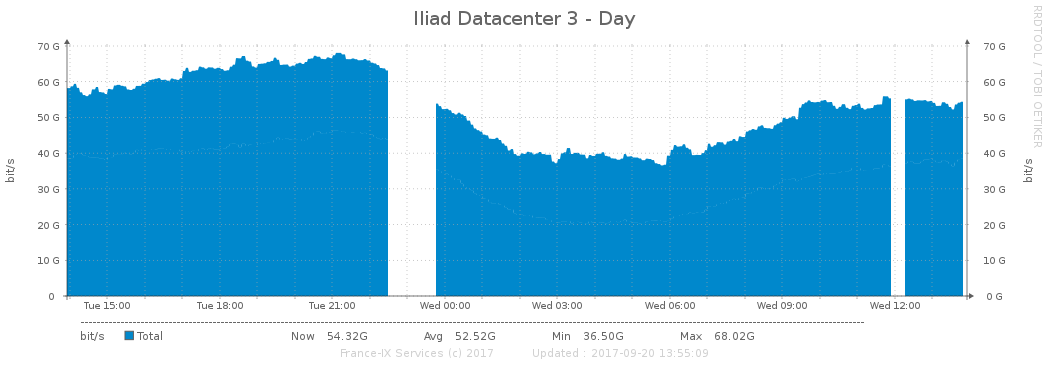 Iliad Datacenter 3 - Day
RRDTOOL / TOBI OETIKER
70 G 70 G
60 G 60 G
50 G 50 G
40 G 40 G
30 G 30 G
20 G 20 G
10 G 10 G
0 0 G
bit/s bit/s
Tue 15:00 Tue 18:00 Tue 21:00 Wed 00:00 Wed 03:00 Wed 06:00 Wed 09:00 Wed 12:00
bit/s Total Now 54.32G Avg 52.52G Min 36.50G Max 68.02G
France-IX Services (c) 2017 Updated : 2017-09-20 13:55:09